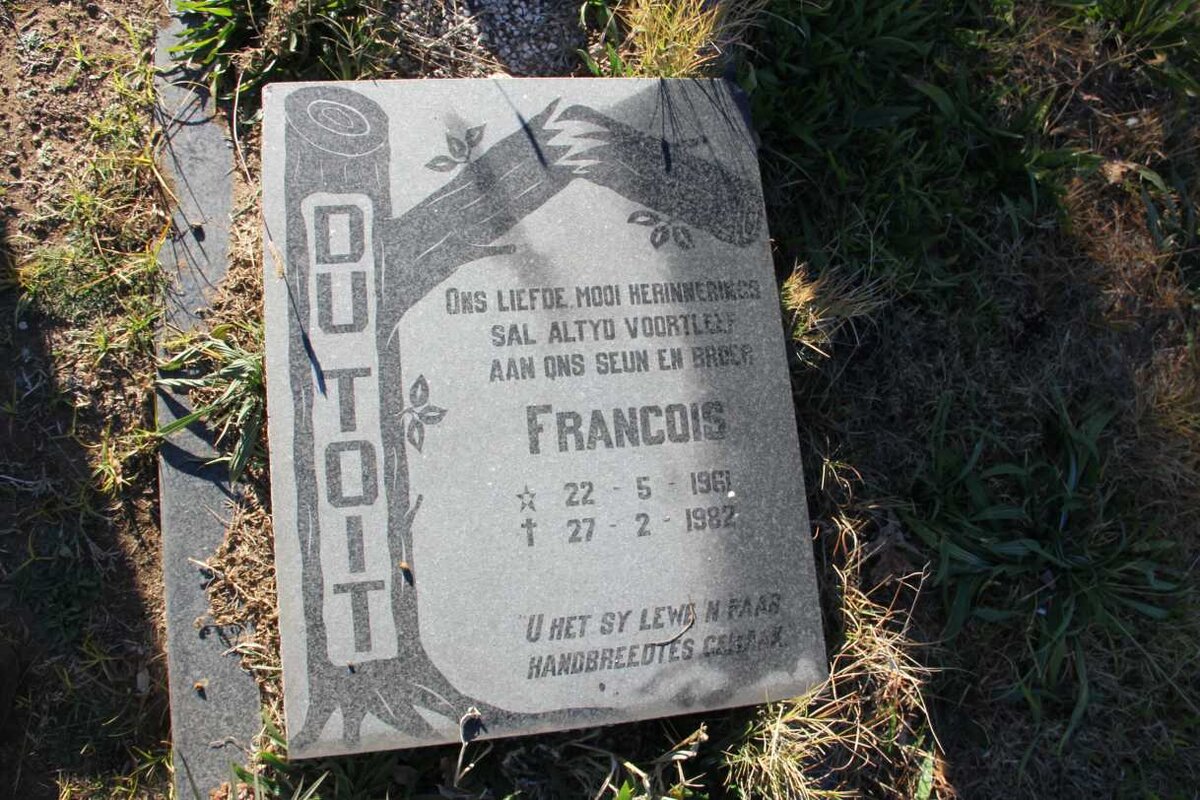 DU TOIT
ONS LIEFDE, MOOI HERINNERINGS
SAL ALTYD VOORTLEEF
AAN ONS SEUN EN BROER
FRANCOIS
☆ 22 - 5 - 1961
† 27 - 2 - 1982
"U HET SY LEWE 'N PAAR
HANDBREEDTES GEMAAK."